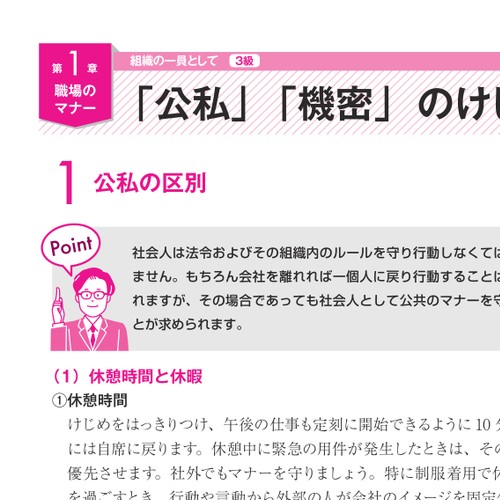 第1章
組織の一員として 3級
職場の
マナー
「公私」「機密」のけ
1 公私の区別
Point
社会人は法令およびその組織内のルールを守り行動しなくて
ません。もちろん会社を離れれば一個人に戻り行動すること
れますが、その場合であっても社会人として公共のマナーを
とが求められます。
(1)休憩時間と休暇
①休憩時間
けじめをはっきりつけ、午後の仕事も定刻に開始できるように10
には自席に戻ります。休憩中に緊急の用件が発生したときは、そ
優先させます。社外でもマナーを守りましょう。特に制服着用で
を過ごすとき、行動や言動から外部の人が会社のイメージを固定